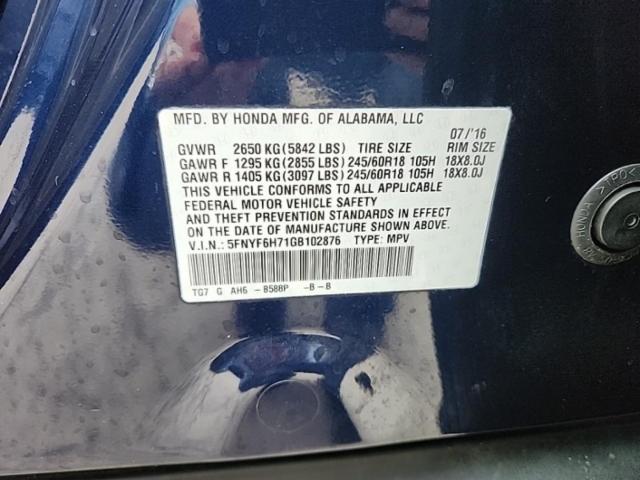 MFD. BY HONDA MFG. OF ALABAMA, LLC
07/'16
GVWR 2650 KG (5842 LBS) TIRE SIZE RIM SIZE
GAWR F 1295 KG (2855 LBS) 245/60R18 105H 18X8.0J
GAWR R 1405 KG (3097 LBS) 245/60R18 105H 18X8.0J
THIS VEHICLE CONFORMS TO ALL APPLICABLE
FEDERAL MOTOR VEHICLE SAFETY
AND THEFT PREVENTION STANDARDS IN EFFECT
ON THE DATE OF MANUFACTURE SHOWN ABOVE.
V.I.N.: 5FNYF6H71GB102876 TYPE: MPV
TG7 G AH6 -B588P -B-B
HONDA >TPO<